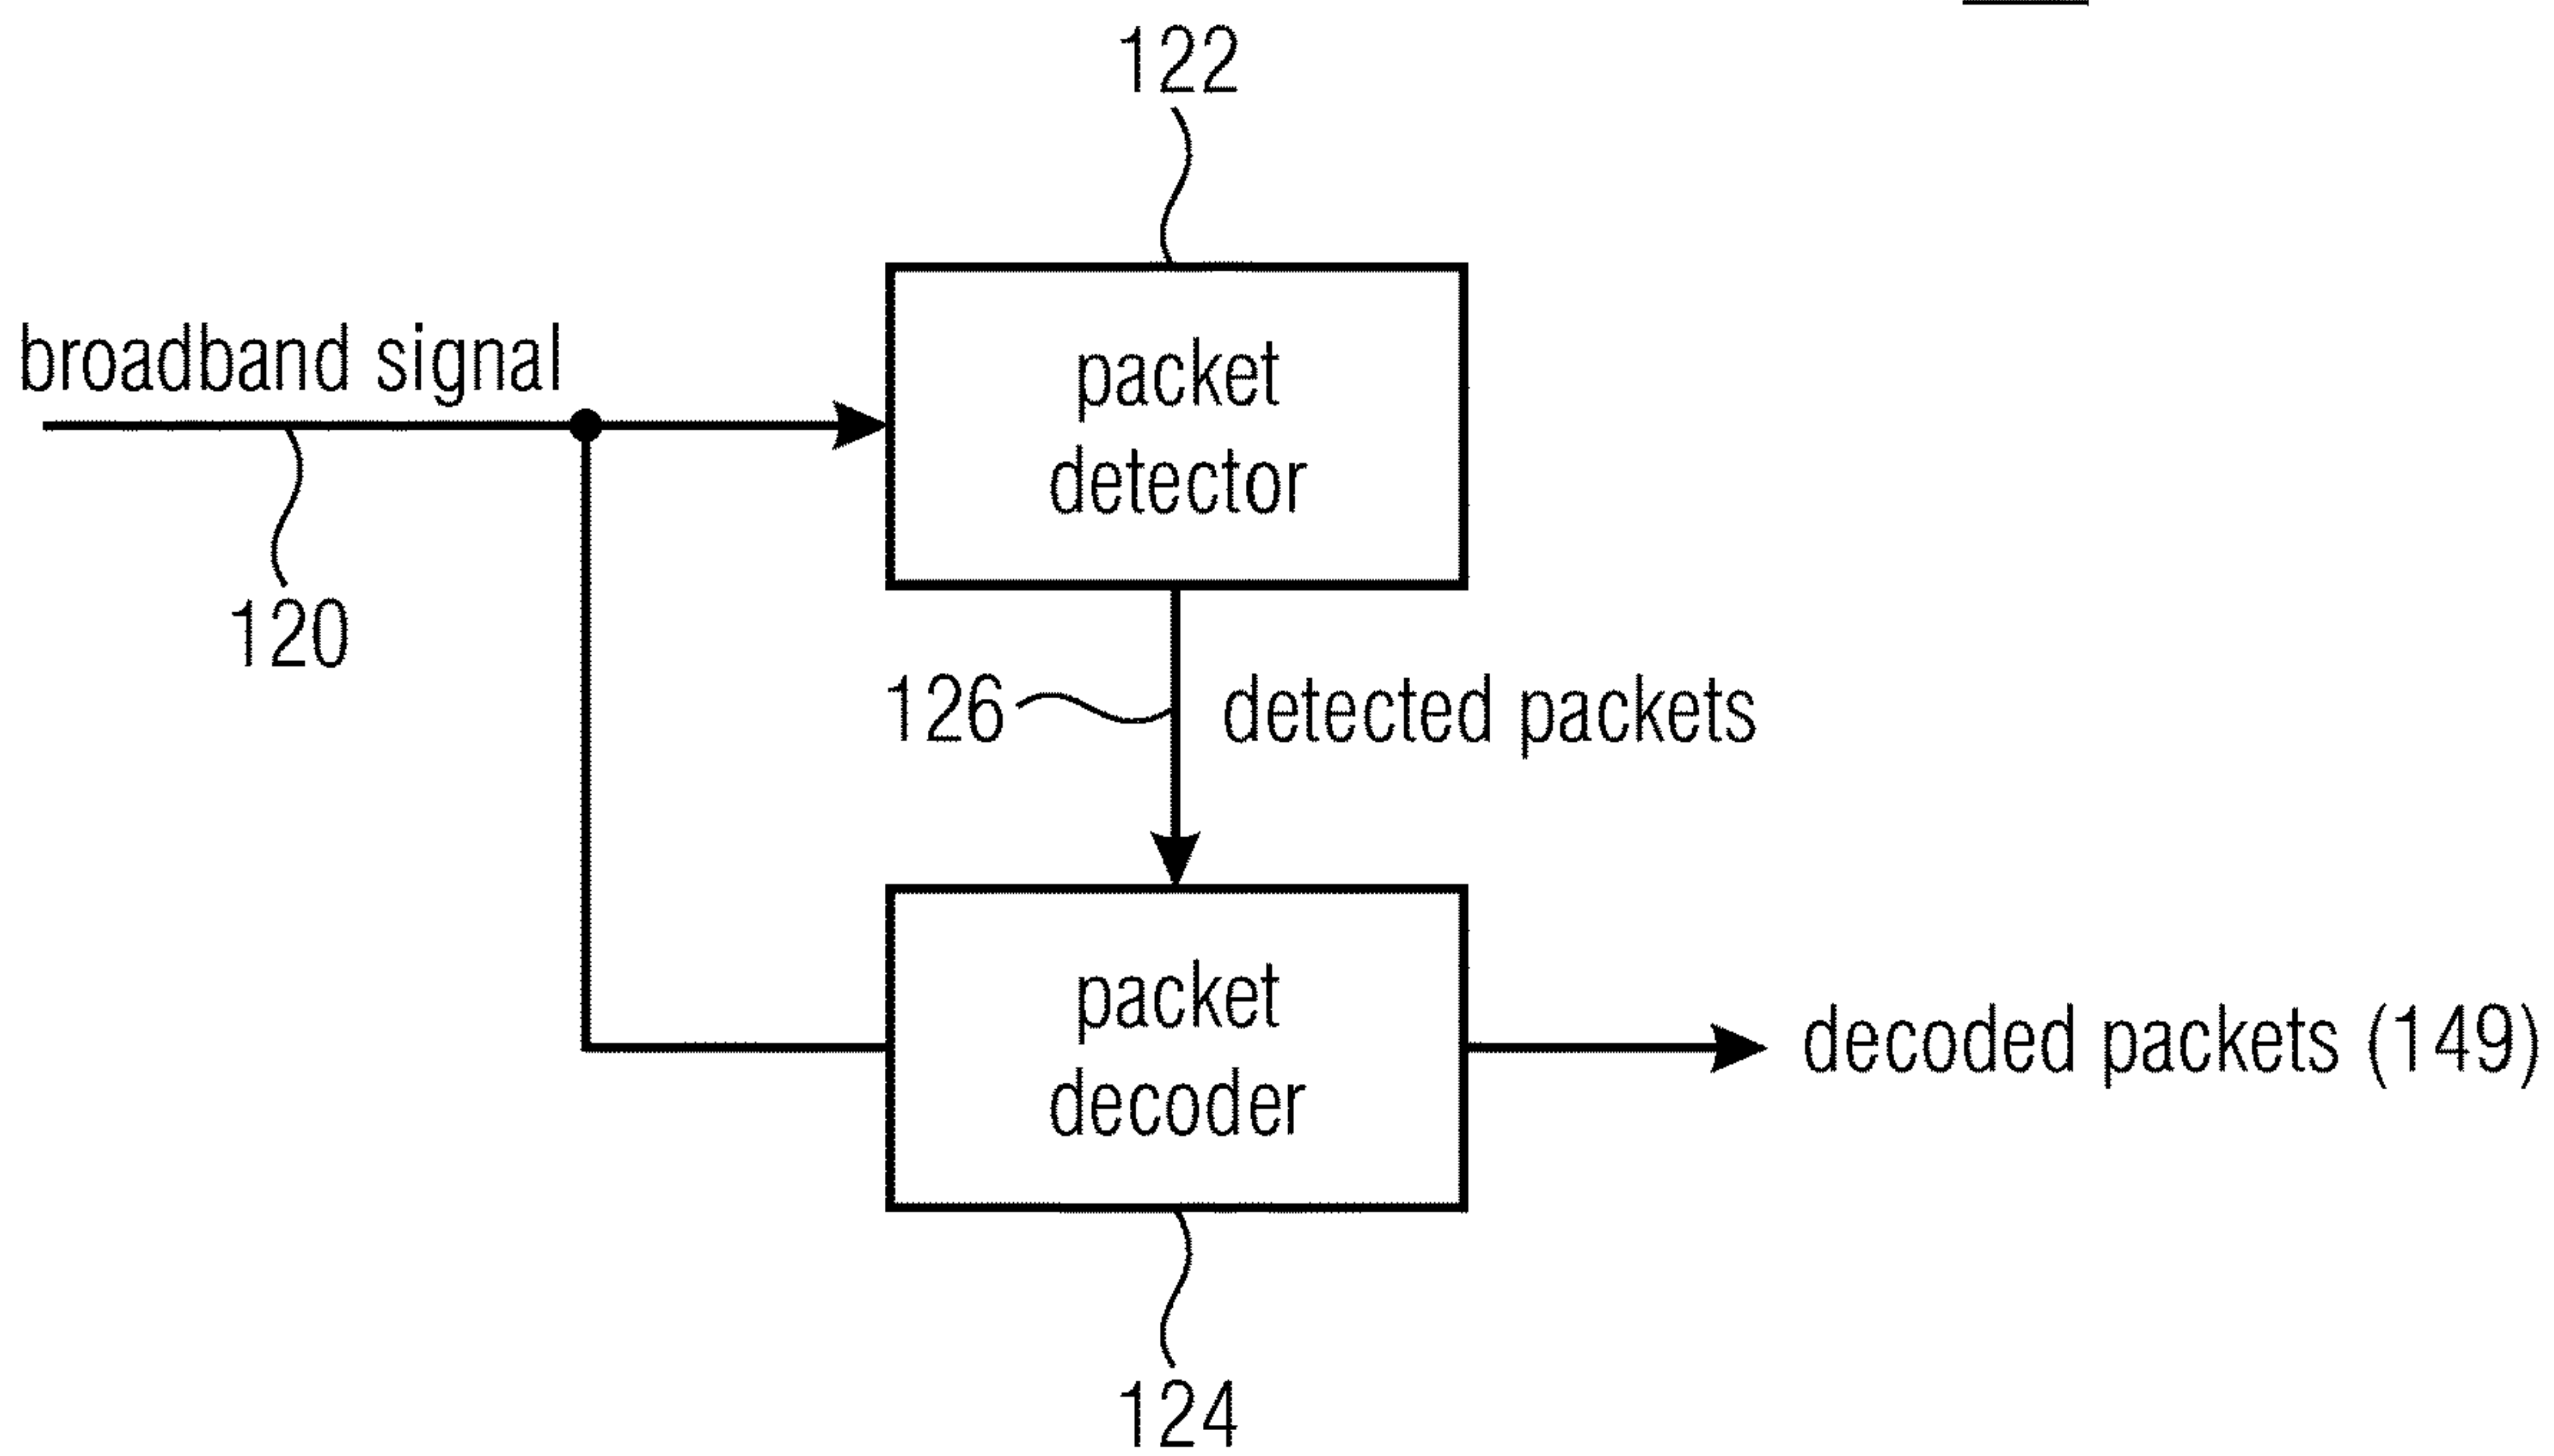 122
broadband signal
packet
detector
120
126
detected packets
packet
decoder
decoded packets (149)
124